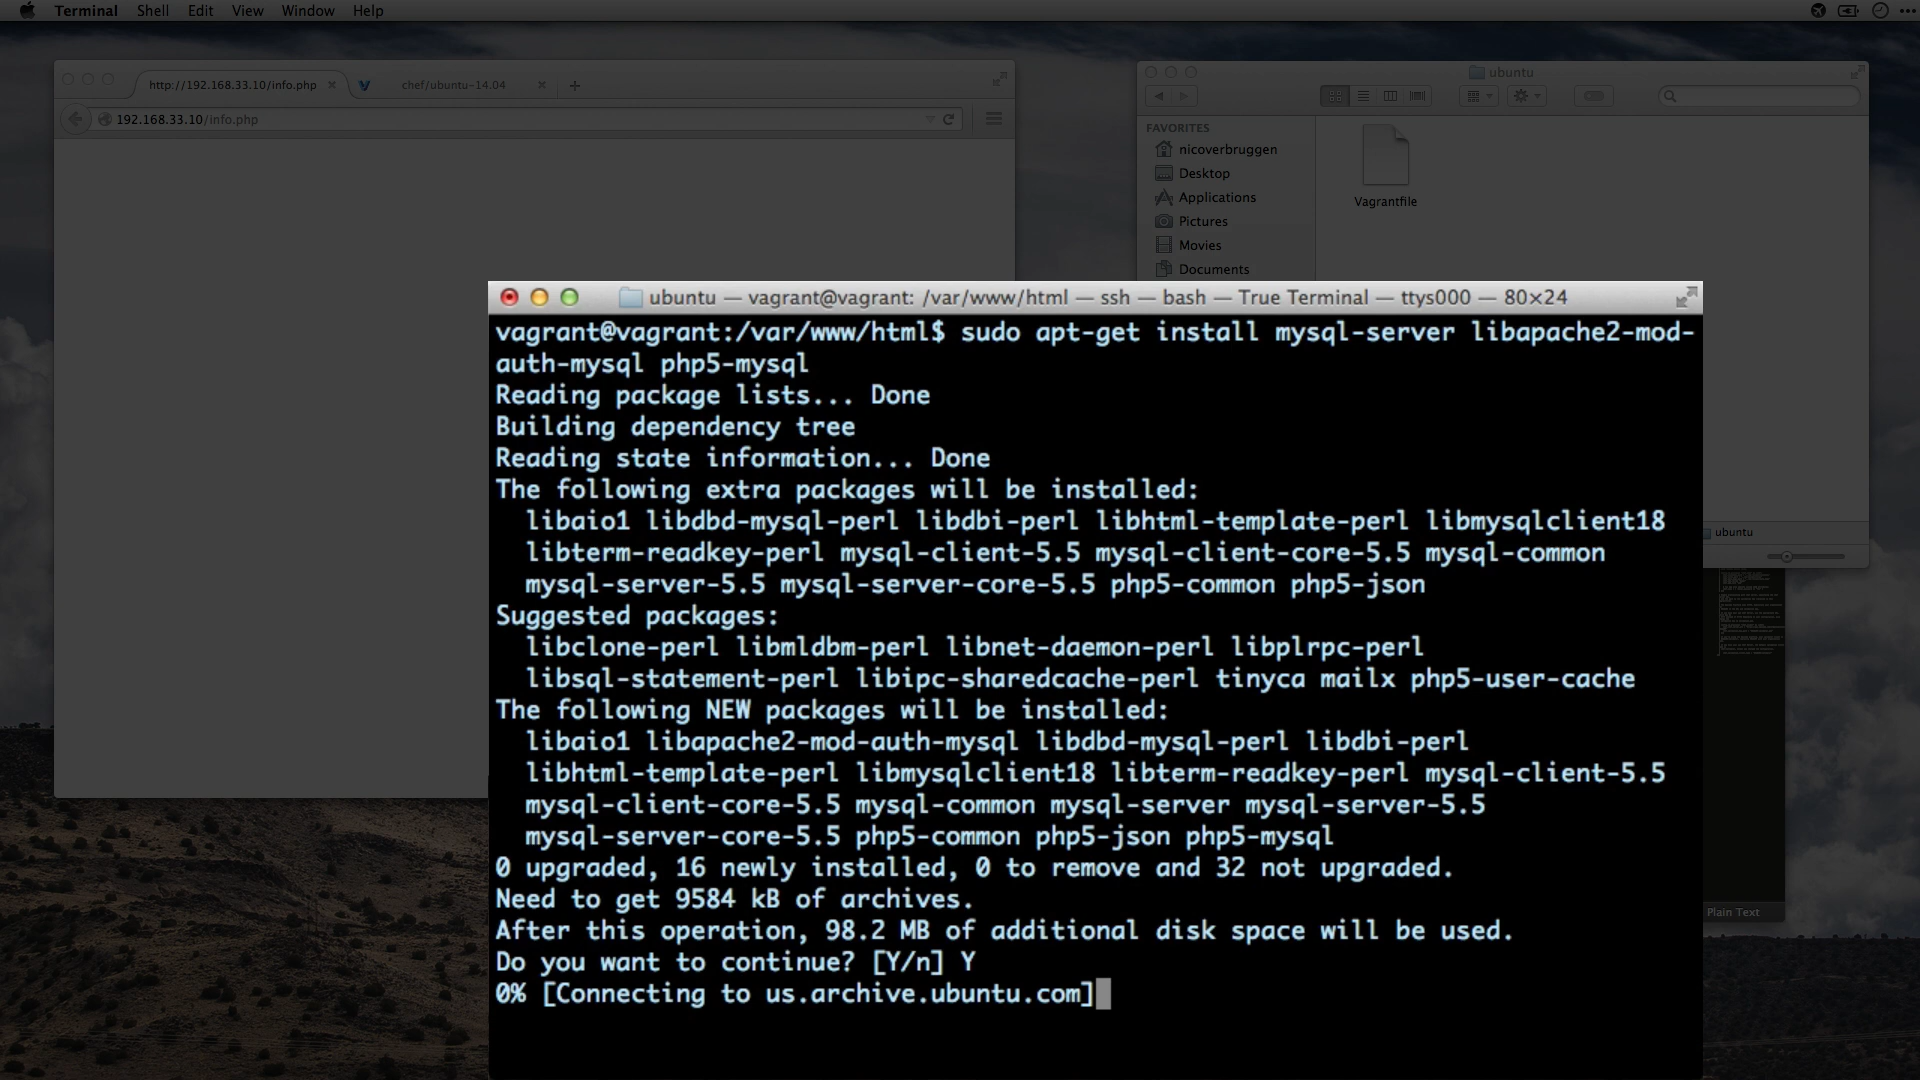 Terminal Shell Edit View Window Help
http://192.168.33.10/info.php
chef/ubuntu-14.04
192.168.33.10/info.php
ubuntu
FAVORITES
nicoverbruggen
Desktop
Applications
Pictures
Movies
Documents
Vagrantfile
ubuntu
Plain Text
ubuntu — vagrant@vagrant: /var/www/html — ssh — bash — True Terminal — ttys000 — 80×24
vagrant@vagrant:/var/www/html$ sudo apt-get install mysql-server libapache2-mod-
auth-mysql php5-mysql
Reading package lists... Done
Building dependency tree
Reading state information... Done
The following extra packages will be installed:
libaio1 libdbd-mysql-perl libdbi-perl libhtml-template-perl libmysqlclient18
libterm-readkey-perl mysql-client-5.5 mysql-client-core-5.5 mysql-common
mysql-server-5.5 mysql-server-core-5.5 php5-common php5-json
Suggested packages:
libclone-perl libmldbm-perl libnet-daemon-perl libplrpc-perl
libsql-statement-perl libipc-sharedcache-perl tinyca mailx php5-user-cache
The following NEW packages will be installed:
libaio1 libapache2-mod-auth-mysql libdbd-mysql-perl libdbi-perl
libhtml-template-perl libmysqlclient18 libterm-readkey-perl mysql-client-5.5
mysql-client-core-5.5 mysql-common mysql-server mysql-server-5.5
mysql-server-core-5.5 php5-common php5-json php5-mysql
0 upgraded, 16 newly installed, 0 to remove and 32 not upgraded.
Need to get 9584 kB of archives.
After this operation, 98.2 MB of additional disk space will be used.
Do you want to continue? [Y/n] Y
0% [Connecting to us.archive.ubuntu.com]